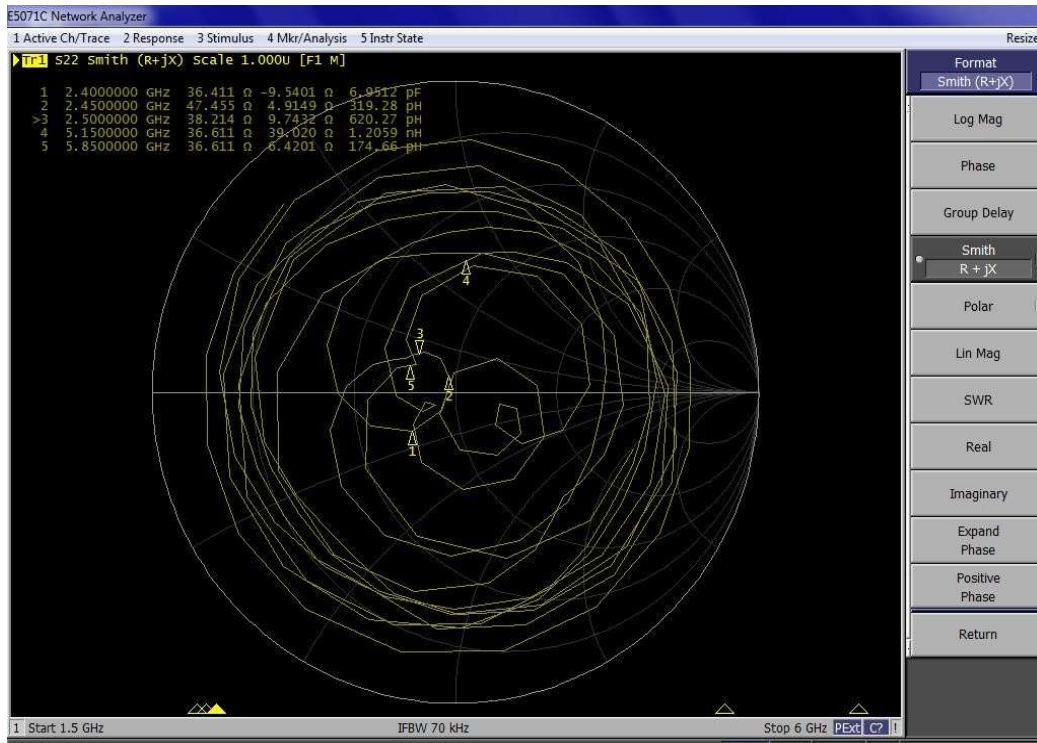 E5071C Network Analyzer
1 Active Ch/Trace 2 Response 3 Stimulus 4 Mkr/Analysis 5 Instr State
Resize
Tr1 S22 Smith (R+jX) Scale 1.000U [F1 M]
1 2.4000000 GHz 36.411 Ω -9.5401 Ω 6.9512 pF
2 2.4500000 GHz 47.455 Ω 4.9149 Ω 319.28 pH
>3 2.5000000 GHz 38.214 Ω 9.7432 Ω 620.27 pH
4 5.1500000 GHz 36.611 Ω 39.020 Ω 1.2059 nH
5 5.8500000 GHz 36.611 Ω 6.4201 Ω 174.66 pH
4
3
5
2
1
Format
Smith (R+jX)
Log Mag
Phase
Group Delay
Smith
R + jX
Polar
Lin Mag
SWR
Real
Imaginary
Expand
Phase
Positive
Phase
Return
1 Start 1.5 GHz IFBW 70 kHz Stop 6 GHz PExt C? !